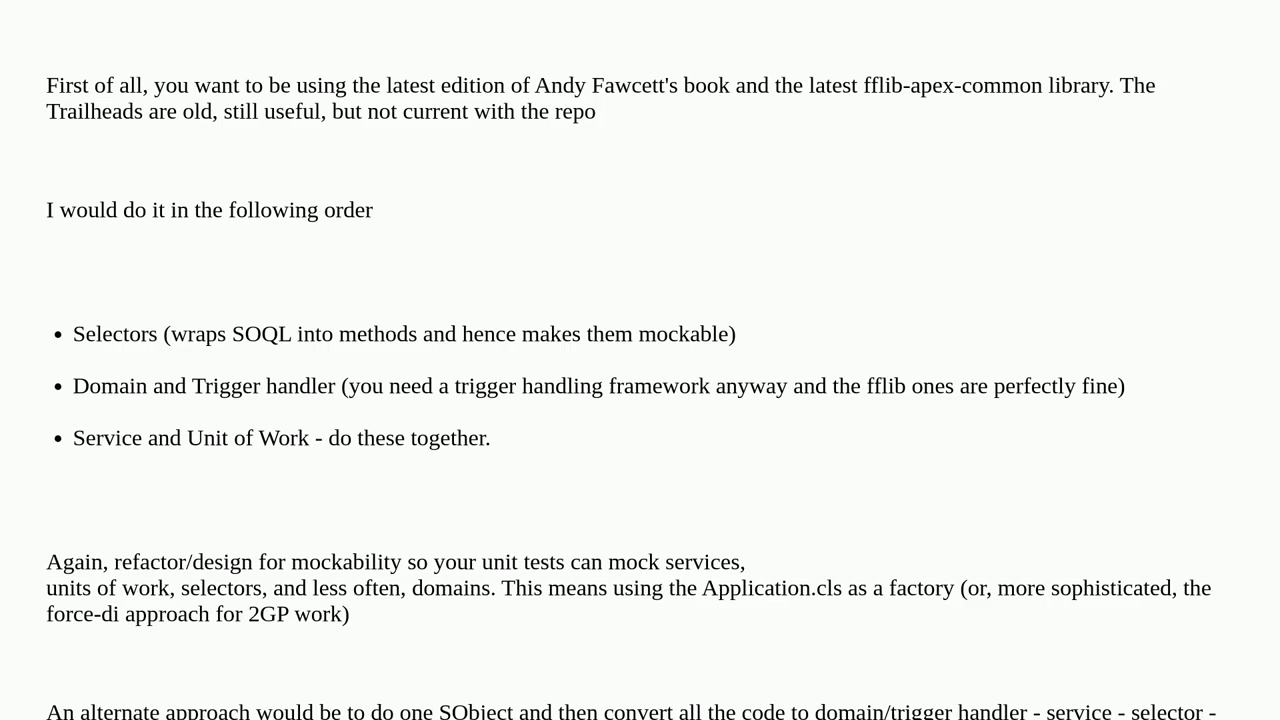 First of all, you want to be using the latest edition of Andy Fawcett's book and the latest fflib-apex-common library. The
Trailheads are old, still useful, but not current with the repo
I would do it in the following order
• Selectors (wraps SOQL into methods and hence makes them mockable)
• Domain and Trigger handler (you need a trigger handling framework anyway and the fflib ones are perfectly fine)
• Service and Unit of Work - do these together.
Again, refactor/design for mockability so your unit tests can mock services,
units of work, selectors, and less often, domains. This means using the Application.cls as a factory (or, more sophisticated, the
force-di approach for 2GP work)
An alternate approach would be to do one SObject and then convert all the code to domain/trigger handler - service - selector -